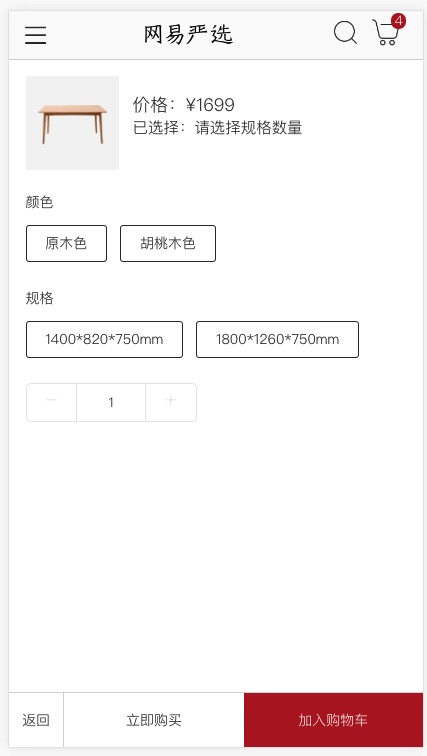 网易严选
4
价格：¥1699
已选择：请选择规格数量
颜色
原木色 胡桃木色
规格
1400*820*750mm 1800*1260*750mm
− 1 +
返回 立即购买 加入购物车